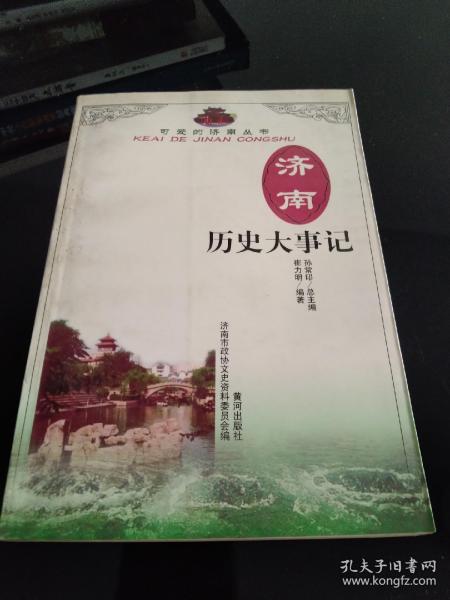 可爱的济南丛书
KEAI DE JINAN CONGSHU
济南
历史大事记
孙常印/总主编
崔力明/编著
济南市政协文史资料委员会编
黄河出版社
孔夫子旧书网
www.kongfz.com